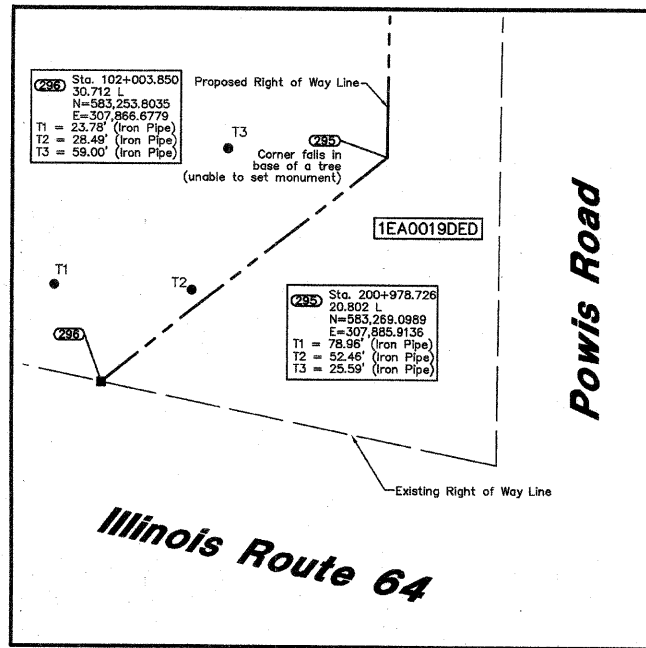 296 Sta. 102+003.850
30.712 L
N=583,253.8035
E=307,866.6779
T1 = 23.78' (Iron Pipe)
T2 = 28.49' (Iron Pipe)
T3 = 59.00' (Iron Pipe)
Proposed Right of Way Line
T3
295
Corner falls in
base of a tree
(unable to set monument)
1EA0019DED
Powis Road
T1
T2
295 Sta. 200+978.726
20.802 L
N=583,269.0989
E=307,885.9136
T1 = 78.96' (Iron Pipe)
T2 = 52.46' (Iron Pipe)
T3 = 25.59' (Iron Pipe)
296
Existing Right of Way Line
Illinois Route 64